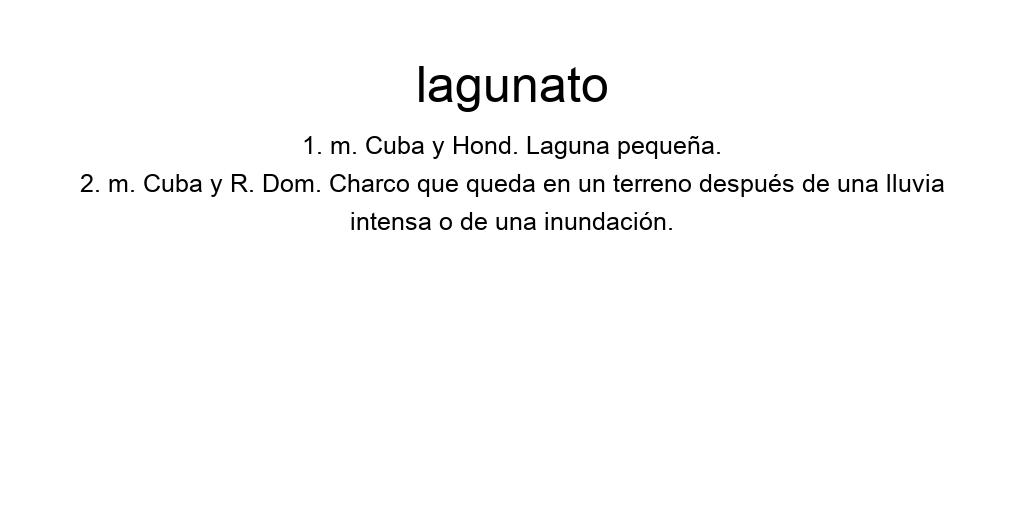 lagunato
1. m. Cuba y Hond. Laguna pequeña.
2. m. Cuba y R. Dom. Charco que queda en un terreno después de una lluvia
intensa o de una inundación.